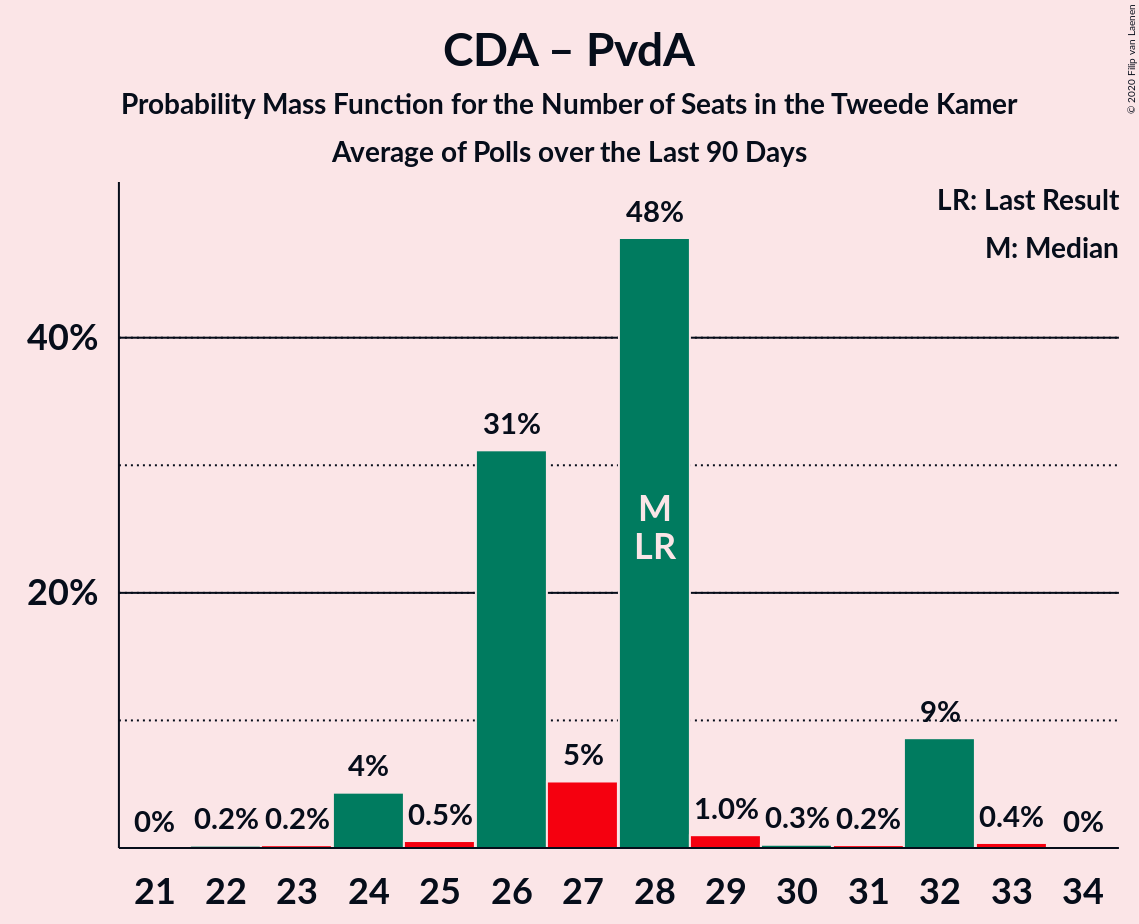 CDA – PvdA
Probability Mass Function for the Number of Seats in the Tweede Kamer
Average of Polls over the Last 90 Days
© 2020 Filip van Laenen
LR: Last Result
M: Median
48%
40%
31%
M
LR
20%
9%
5%
4%
0% 0.2% 0.2% 0.5% 1.0% 0.3% 0.2% 0.4% 0%
21 22 23 24 25 26 27 28 29 30 31 32 33 34